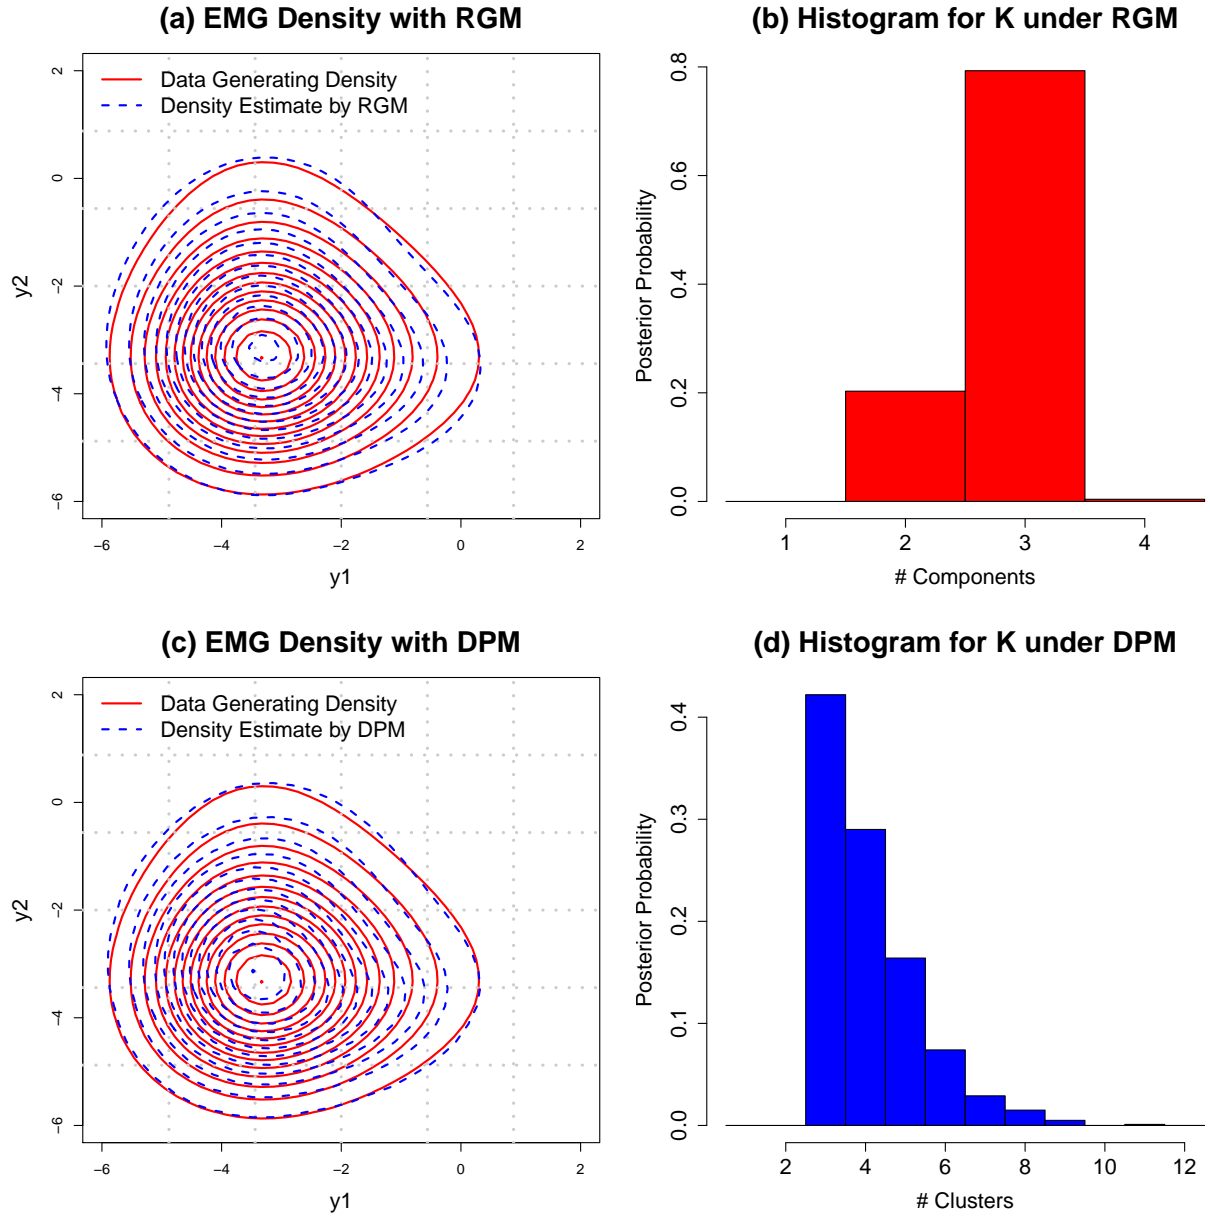 (a) EMG Density with RGM
Data Generating Density
Density Estimate by RGM
2
0
−2
−4
−6
y2
−6 −4 −2 0 2
y1
(b) Histogram for K under RGM
0.8
0.6
0.4
0.2
0.0
Posterior Probability
1 2 3 4
# Components
(c) EMG Density with DPM
Data Generating Density
Density Estimate by DPM
2
0
−2
−4
−6
y2
−6 −4 −2 0 2
y1
(d) Histogram for K under DPM
0.4
0.3
0.2
0.1
0.0
Posterior Probability
2 4 6 8 10 12
# Clusters